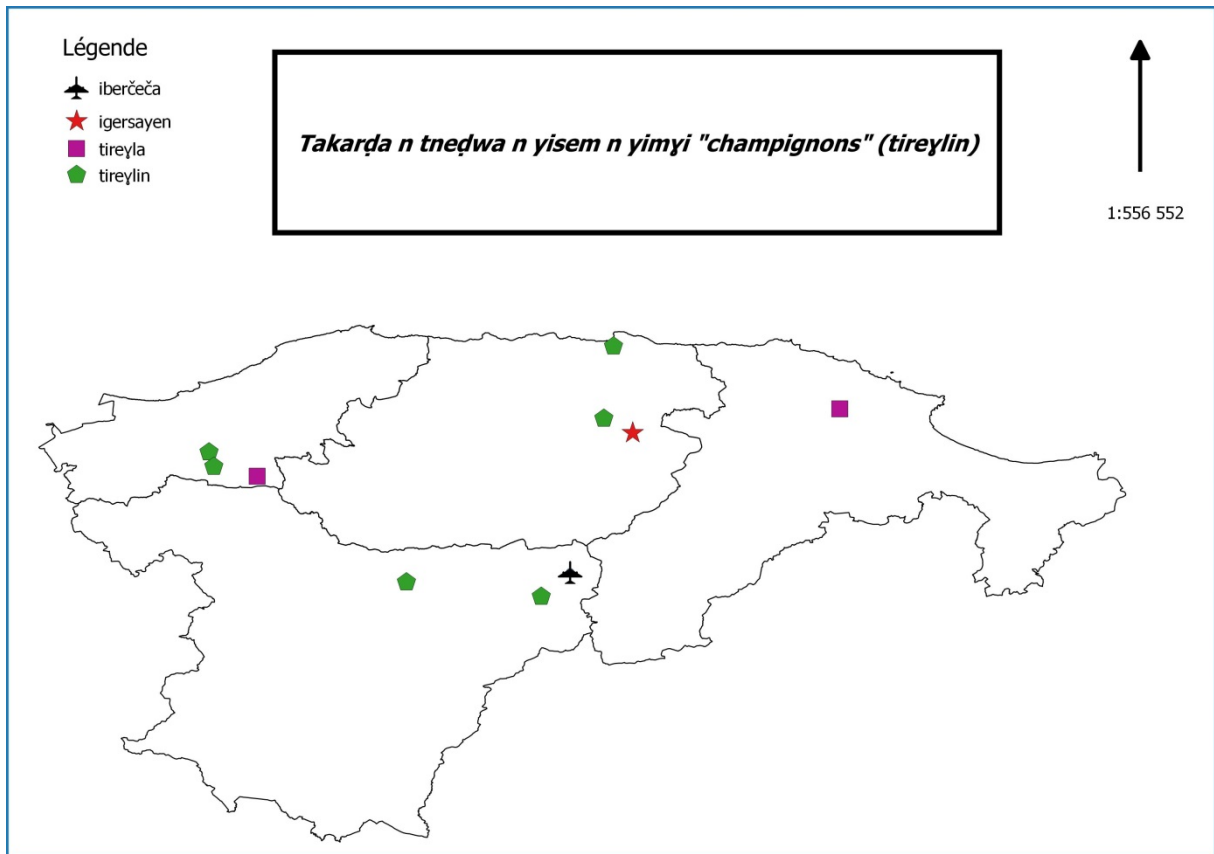 Légende
iberčeča
igersayen
tireɣla
tireɣlin
Takarḍa n tneḍwa n yisem n yimɣi "champignons" (tireɣlin)
1:556 552